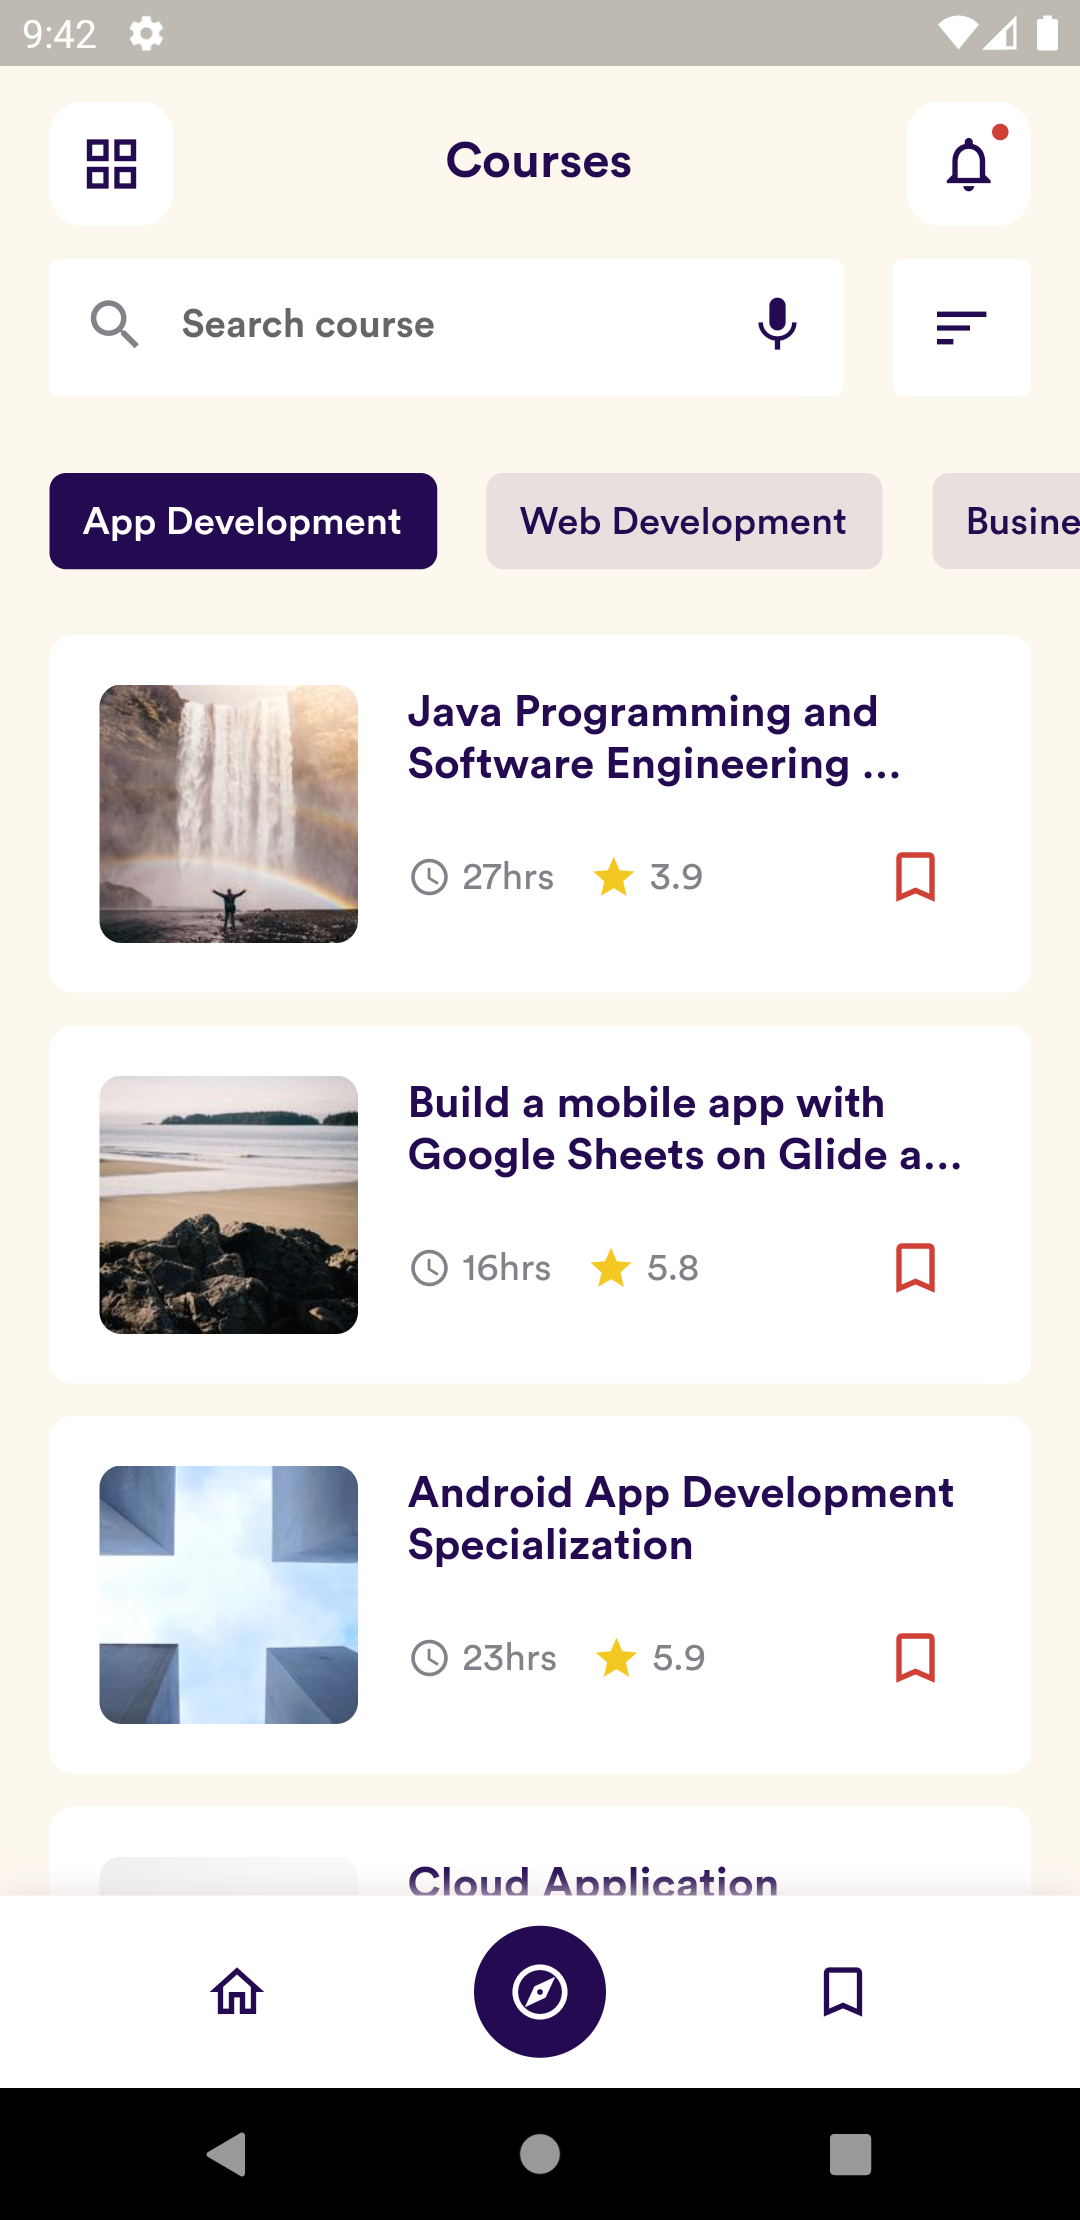 9:42
Courses
Search course
App Development
Web Development
Busine
Java Programming and
Software Engineering ...
27hrs
3.9
Build a mobile app with
Google Sheets on Glide a...
16hrs
5.8
Android App Development
Specialization
23hrs
5.9
Cloud Application